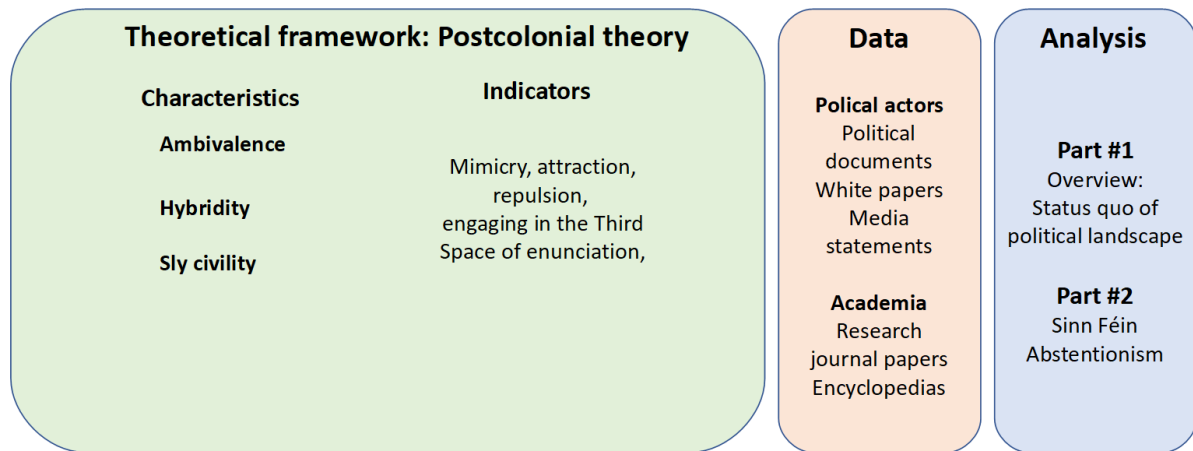 Theoretical framework: Postcolonial theory
Characteristics
Ambivalence
Hybridity
Sly civility
Indicators
Mimicry, attraction,
repulsion,
engaging in the Third
Space of enunciation,
Data
Polical actors
Political
documents
White papers
Media
statements
Academia
Research
journal papers
Encyclopedias
Analysis
Part #1
Overview:
Status quo of
political landscape
Part #2
Sinn Féin
Abstentionism